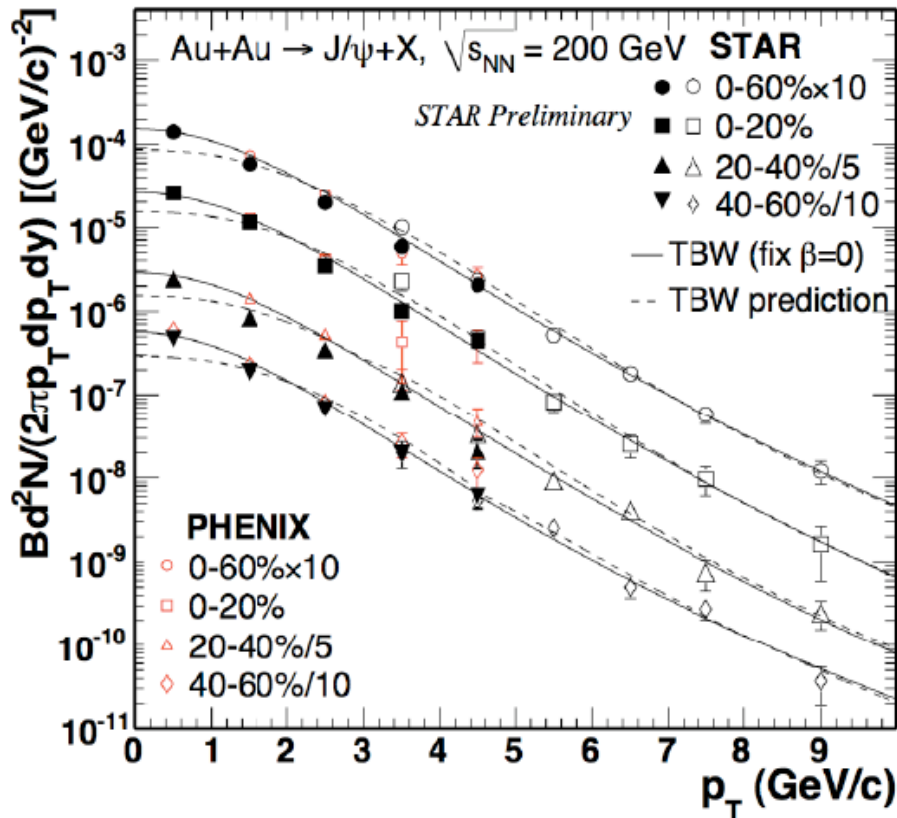 Au+Au → J/ψ+X, √s_NN = 200 GeV
STAR
0-60%×10
STAR Preliminary
0-20%
20-40%/5
40-60%/10
TBW (fix β=0)
TBW prediction
PHENIX
0-60%×10
0-20%
20-40%/5
40-60%/10
Bd²N/(2πp_T dp_T dy) [(GeV/c)⁻²]
10⁻³
10⁻⁴
10⁻⁵
10⁻⁶
10⁻⁷
10⁻⁸
10⁻⁹
10⁻¹⁰
10⁻¹¹
0 1 2 3 4 5 6 7 8 9
p_T (GeV/c)